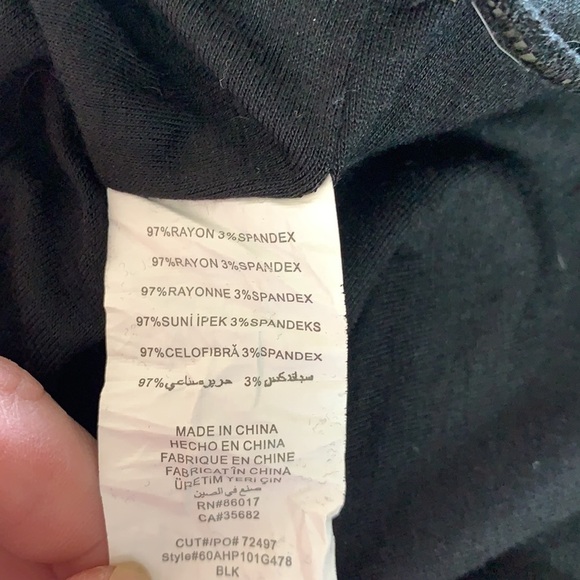 97%RAYON 3%SPANDEX
97%RAYON 3%SPANDEX
97%RAYONNE 3%SPANDEX
97%SUNİ İPEK 3%SPANDEKS
97%CELOFIBRĂ 3%SPANDEX
97%حريرصناعي 3%سباندكس
MADE IN CHINA
HECHO EN CHINA
FABRIQUE EN CHINE
FABRICAT ÎN CHINA
ÜRETİM YERİ ÇİN
صنع في الصين
RN#86017
CA#35682
CUT#/PO# 72497
Style#60AHP101G478
BLK